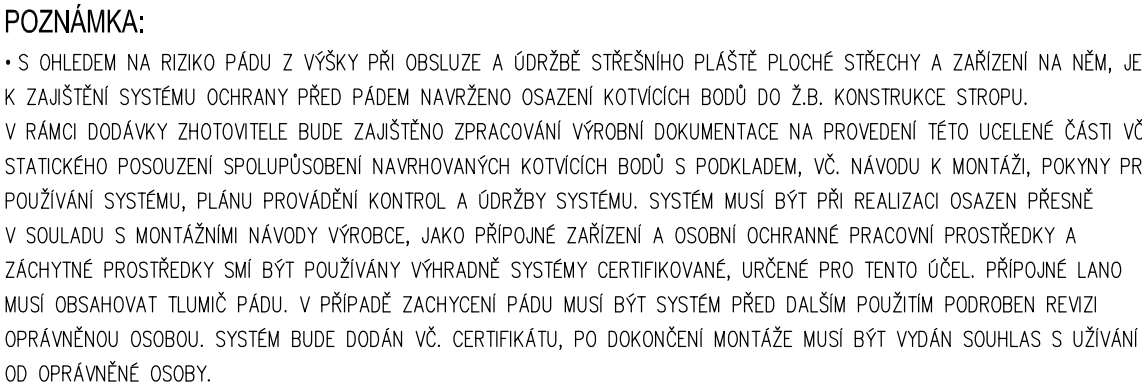 POZNÁMKA:
• S OHLEDEM NA RIZIKO PÁDU Z VÝŠKY PŘI OBSLUZE A ÚDRŽBĚ STŘEŠNÍHO PLÁŠTĚ PLOCHÉ STŘECHY A ZAŘÍZENÍ NA NĚM, JE
K ZAJIŠTĚNÍ SYSTÉMU OCHRANY PŘED PÁDEM NAVRŽENO OSAZENÍ KOTVÍCÍCH BODŮ DO Ž.B. KONSTRUKCE STROPU.
V RÁMCI DODÁVKY ZHOTOVITELE BUDE ZAJIŠTĚNO ZPRACOVÁNÍ VÝROBNÍ DOKUMENTACE NA PROVEDENÍ TÉTO UCELENÉ ČÁSTI VČ
STATICKÉHO POSOUZENÍ SPOLUPŮSOBENÍ NAVRHOVANÝCH KOTVÍCÍCH BODŮ S PODKLADEM, VČ. NÁVODU K MONTÁŽI, POKYNY PR
POUŽÍVÁNÍ SYSTÉMU, PLÁNU PROVÁDĚNÍ KONTROL A ÚDRŽBY SYSTÉMU. SYSTÉM MUSÍ BÝT PŘI REALIZACI OSAZEN PŘESNĚ
V SOULADU S MONTÁŽNÍMI NÁVODY VÝROBCE, JAKO PŘÍPOJNÉ ZAŘÍZENÍ A OSOBNÍ OCHRANNÉ PRACOVNÍ PROSTŘEDKY A
ZÁCHYTNÉ PROSTŘEDKY SMÍ BÝT POUŽÍVÁNY VÝHRADNĚ SYSTÉMY CERTIFIKOVANÉ, URČENÉ PRO TENTO ÚČEL. PŘÍPOJNÉ LANO
MUSÍ OBSAHOVAT TLUMIČ PÁDU. V PŘÍPADĚ ZACHYCENÍ PÁDU MUSÍ BÝT SYSTÉM PŘED DALŠÍM POUŽITÍM PODROBEN REVIZI
OPRÁVNĚNOU OSOBOU. SYSTÉM BUDE DODÁN VČ. CERTIFIKÁTU, PO DOKONČENÍ MONTÁŽE MUSÍ BÝT VYDÁN SOUHLAS S UŽÍVÁNÍ
OD OPRÁVNĚNÉ OSOBY.